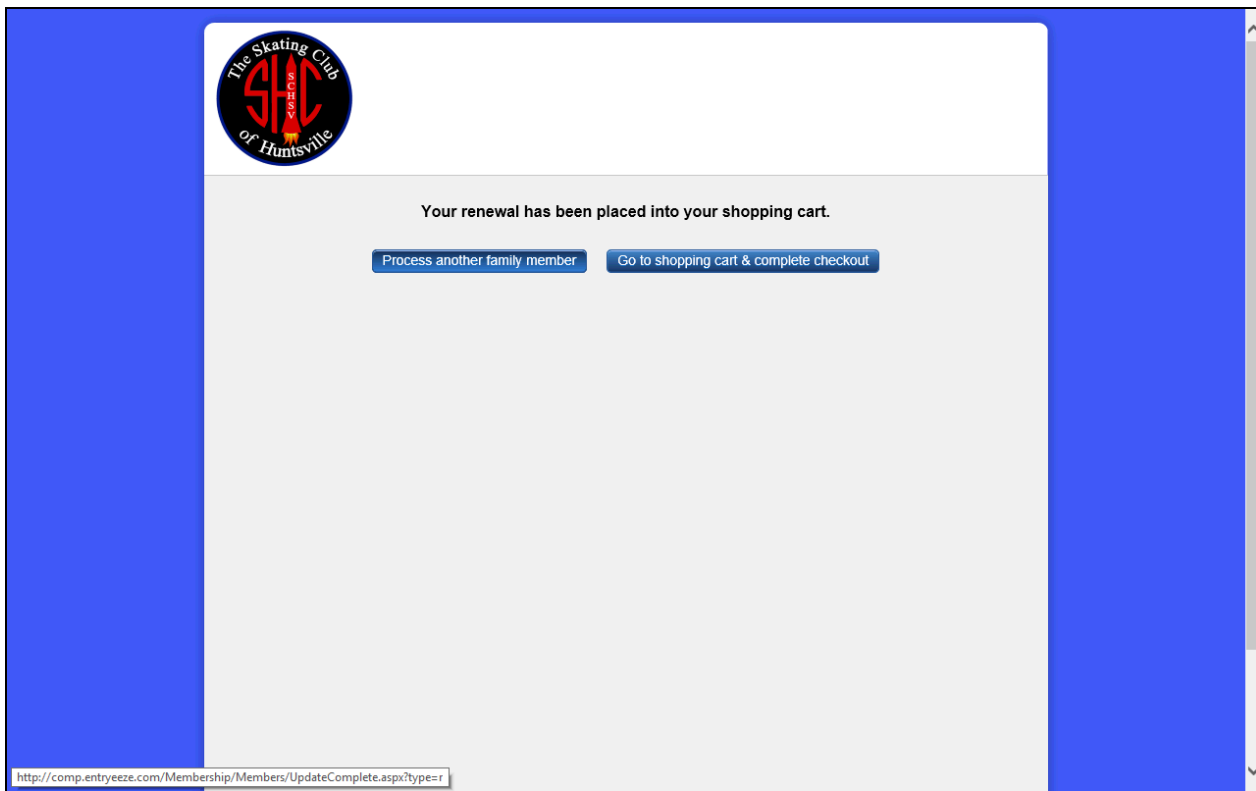 The Skating Club
SHC
SCHSV
of Huntsville
Your renewal has been placed into your shopping cart.
Process another family member
Go to shopping cart & complete checkout
http://comp.entryeeze.com/Membership/Members/UpdateComplete.aspx?type=r